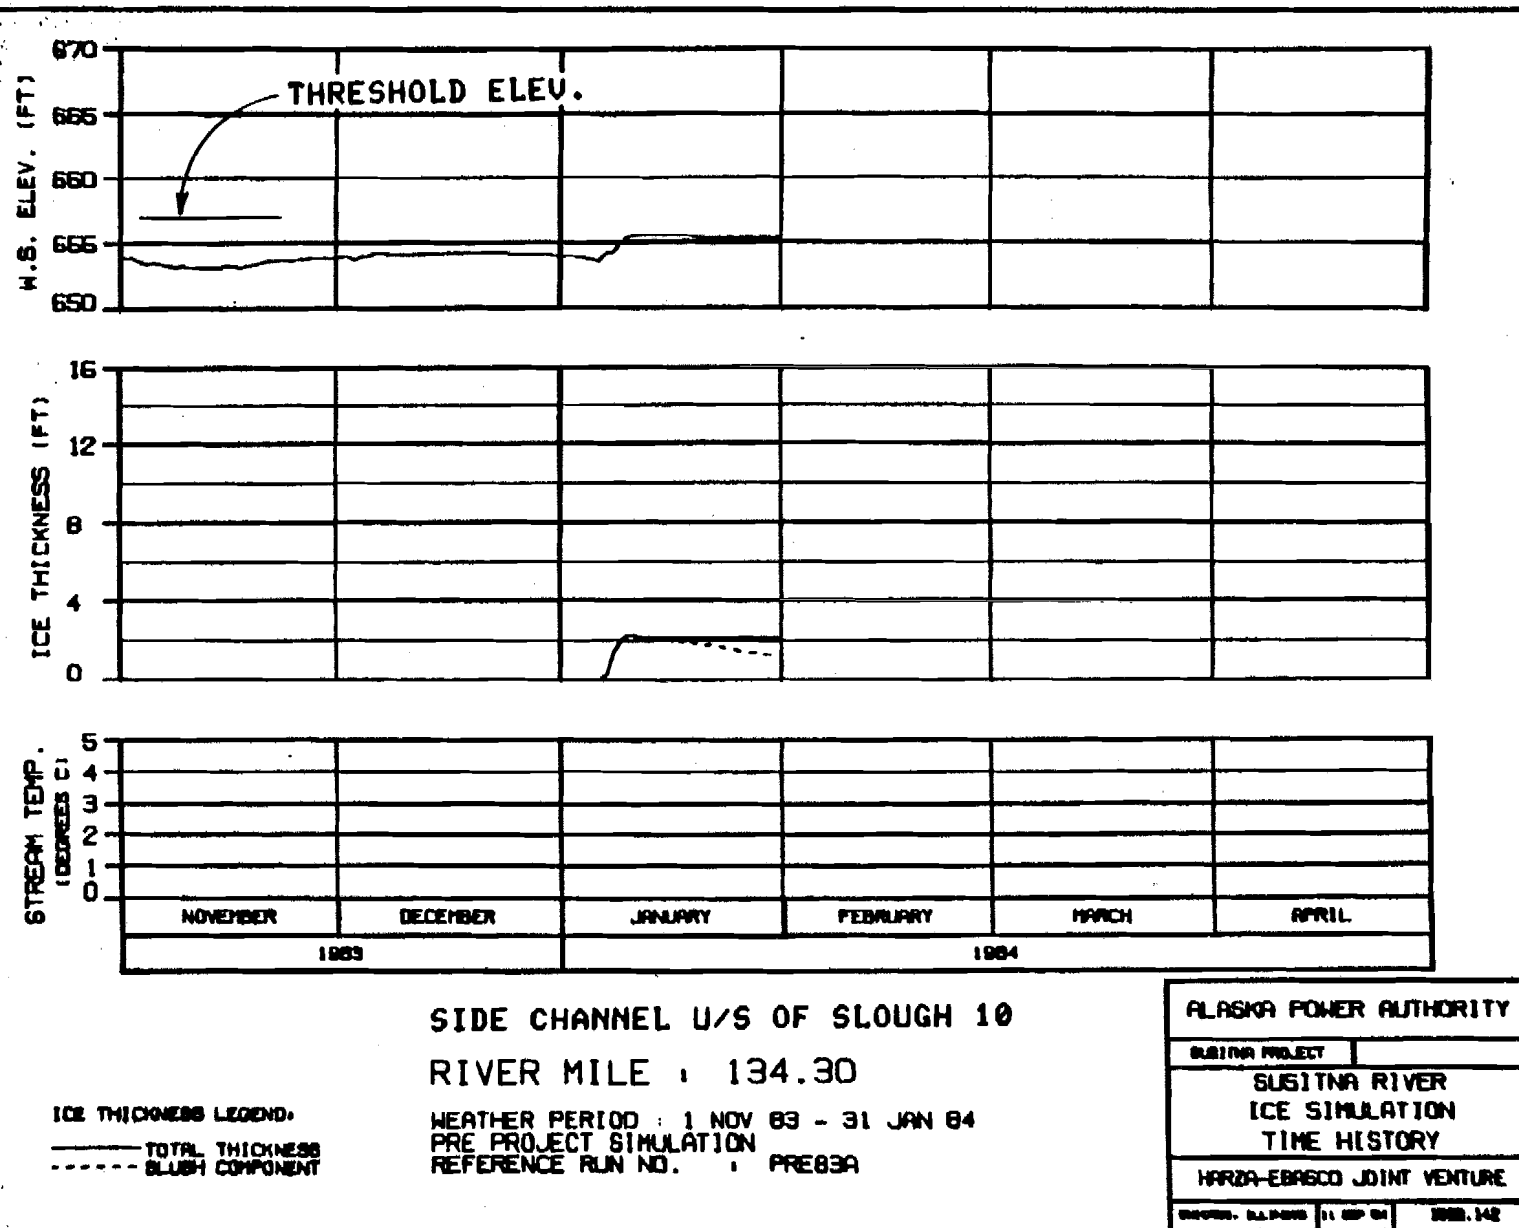 670
THRESHOLD ELEV.
665
660
655
650
W.S. ELEV. (FT)
16
12
8
4
0
ICE THICKNESS (FT)
5
4
3
2
1
0
STREAM TEMP.
(DEGREES C)
NOVEMBER DECEMBER JANUARY FEBRUARY MARCH APRIL
1983 1984
SIDE CHANNEL U/S OF SLOUGH 10
RIVER MILE : 134.30
WEATHER PERIOD : 1 NOV 83 - 31 JAN 84
PRE PROJECT SIMULATION
REFERENCE RUN NO. : PRE83A
ICE THICKNESS LEGEND:
TOTAL THICKNESS
SLUSH COMPONENT
ALASKA POWER AUTHORITY
SUSITNA PROJECT
SUSITNA RIVER
ICE SIMULATION
TIME HISTORY
HARZA-EBASCO JOINT VENTURE